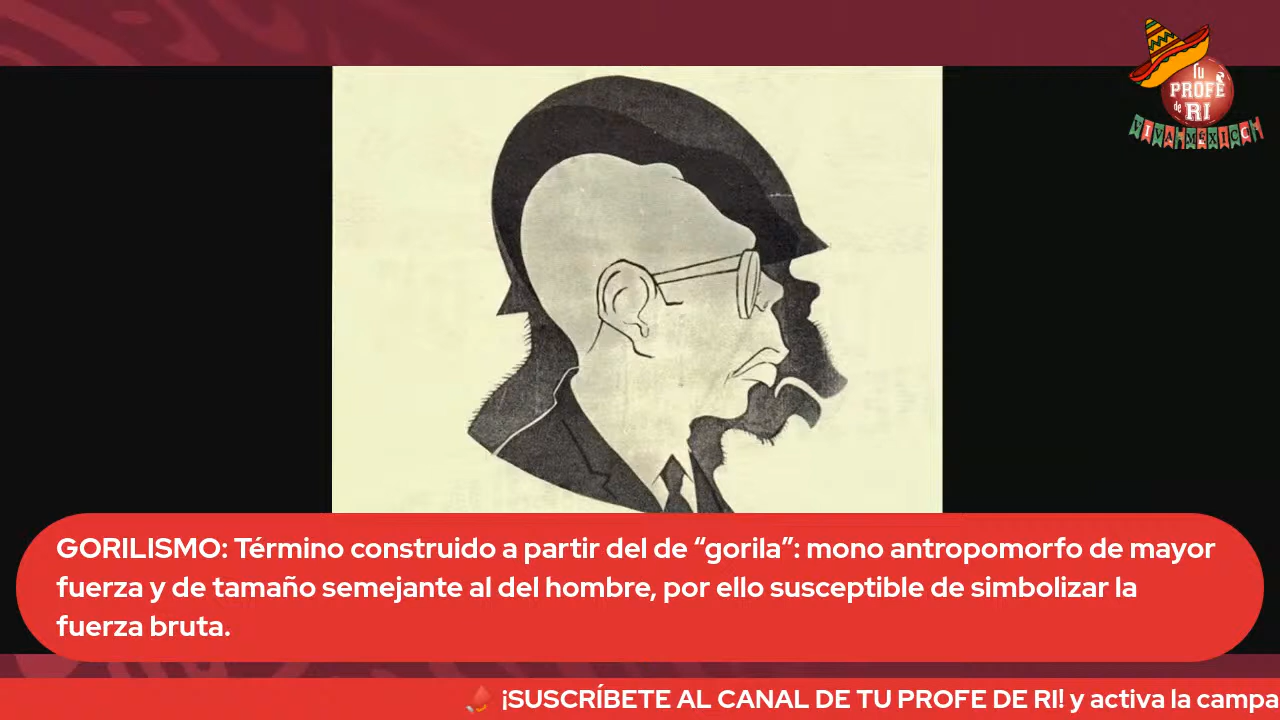 Tu
PROFE
de RI
VIVA MÉXICO
GORILISMO: Término construido a partir del de “gorila”: mono antropomorfo de mayor
fuerza y de tamaño semejante al del hombre, por ello susceptible de simbolizar la
fuerza bruta.
¡SUSCRÍBETE AL CANAL DE TU PROFE DE RI! y activa la campa